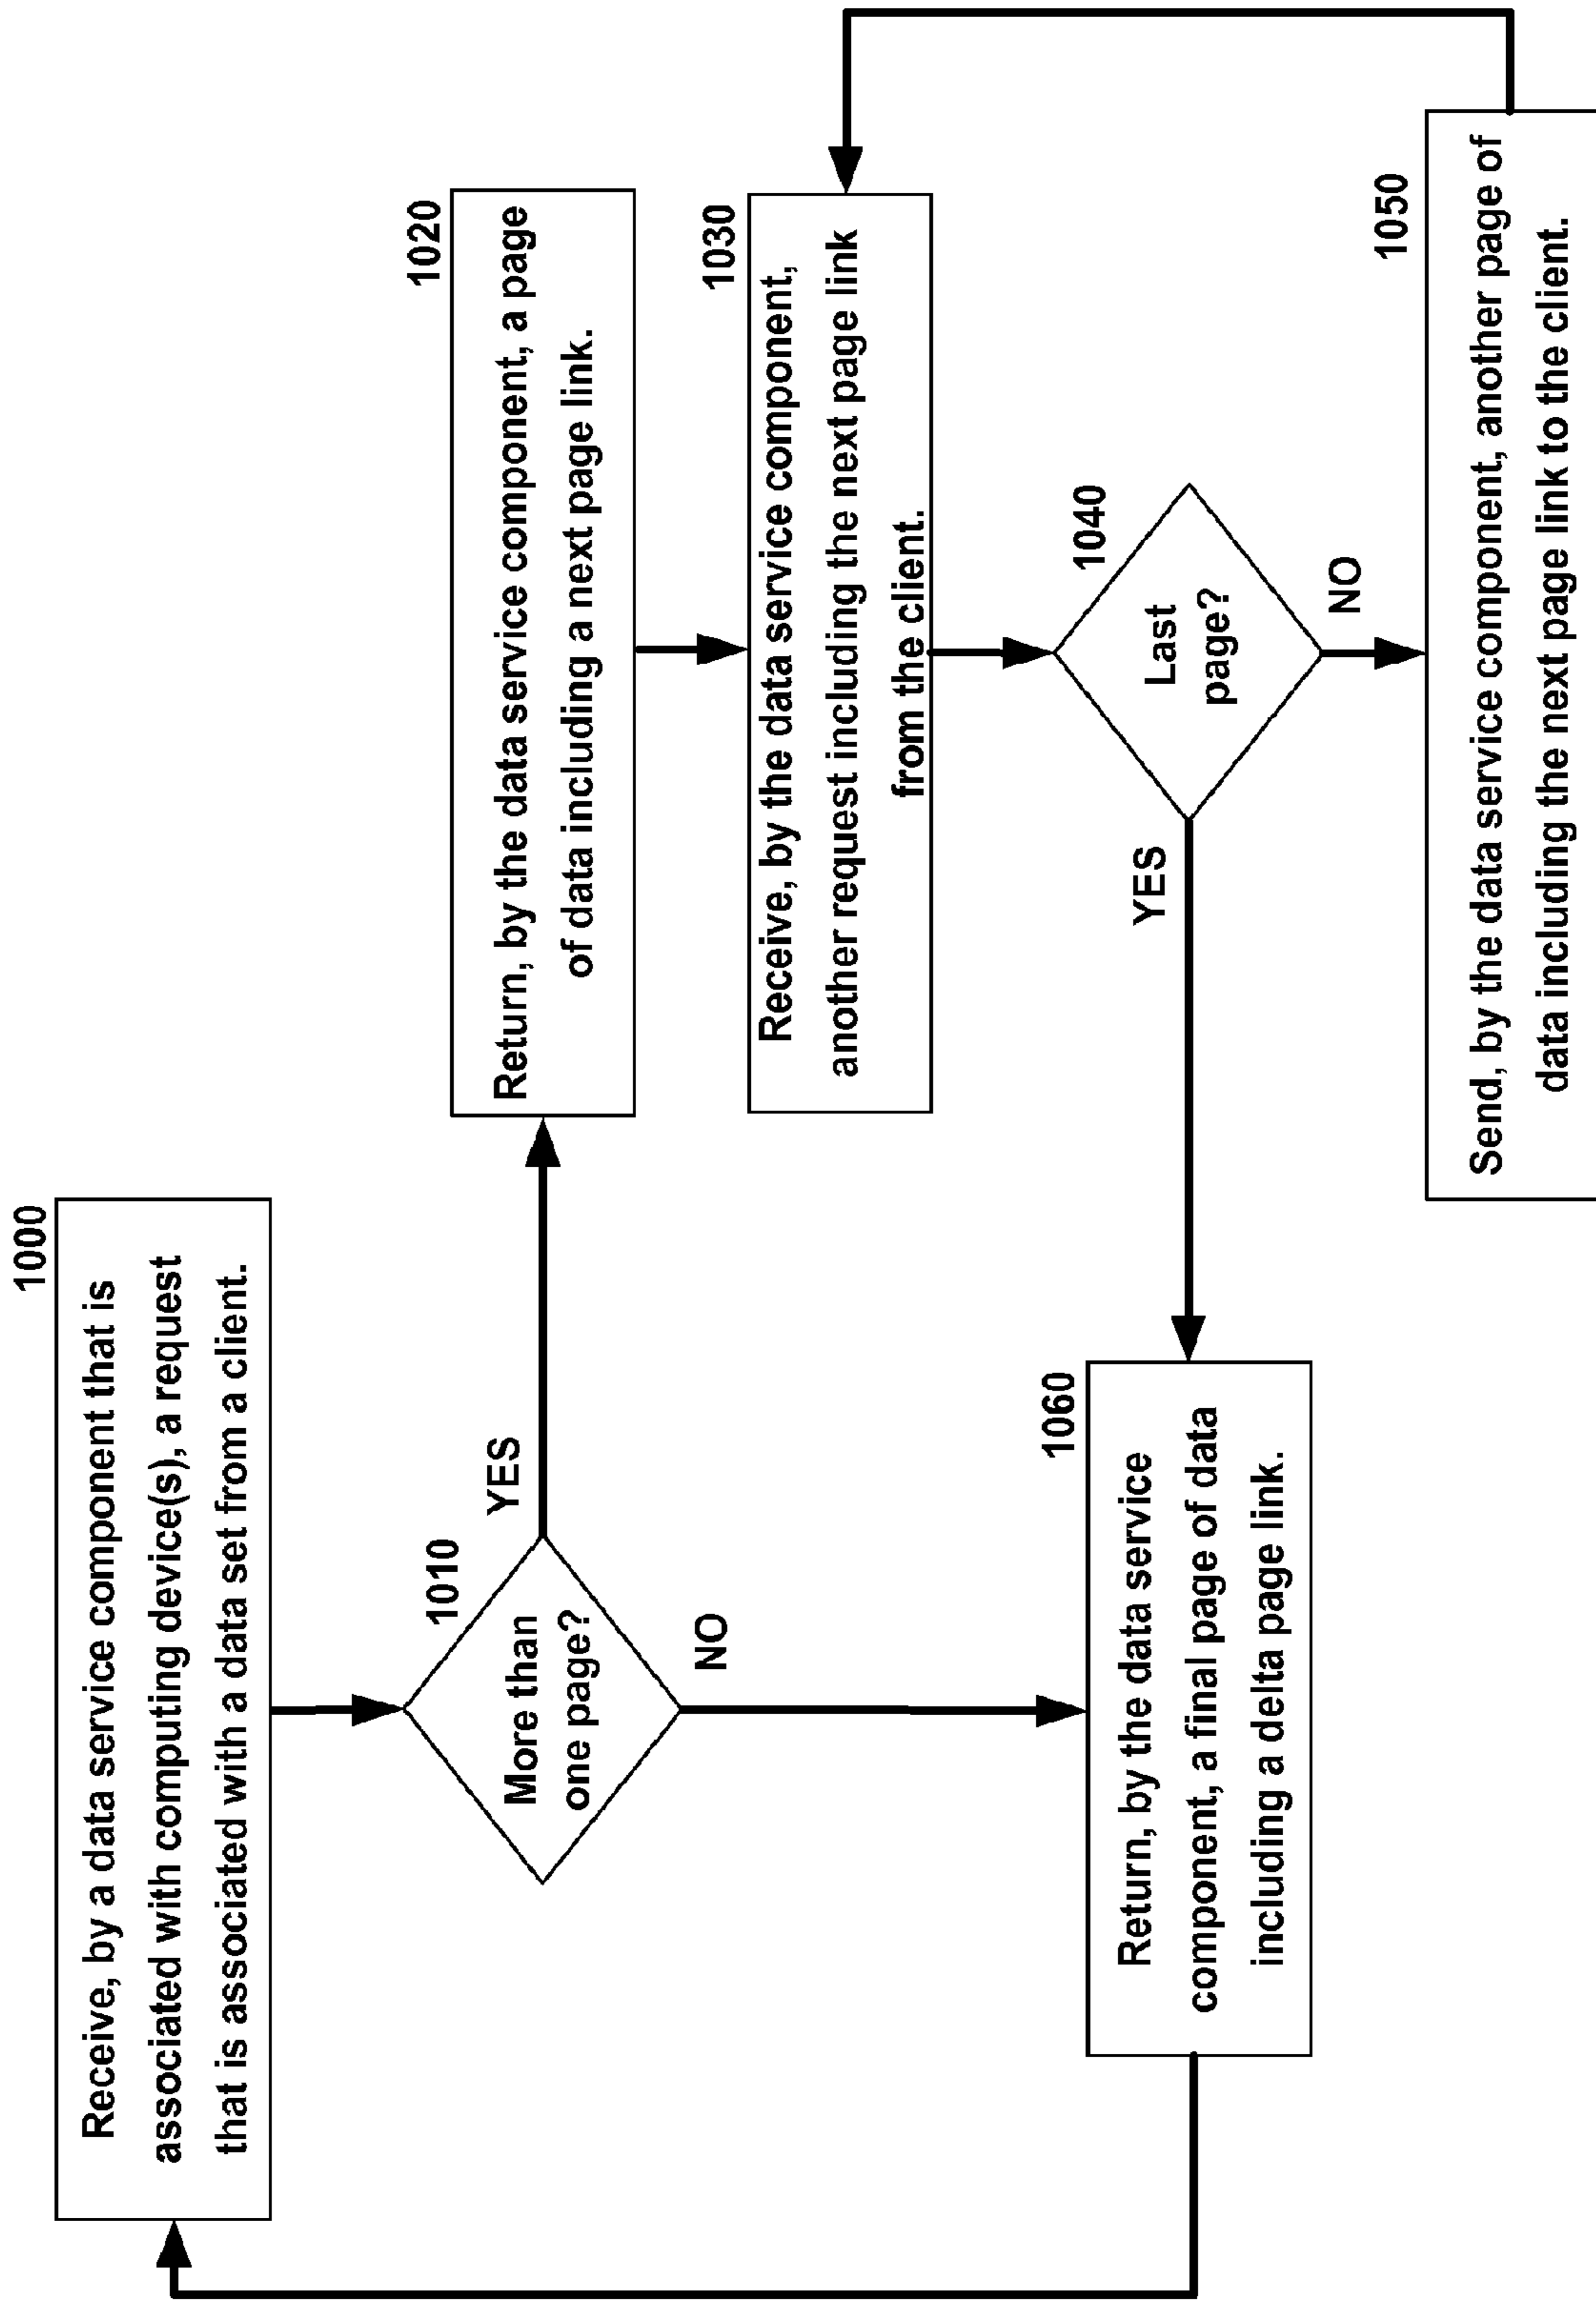 1000
Receive, by a data service component that is
associated with computing device(s), a request
that is associated with a data set from a client.
1010
More than
one page?
YES
NO
1020
Return, by the data service component, a page
of data including a next page link.
1030
Receive, by the data service component,
another request including the next page link
from the client.
1040
Last
page?
YES
NO
1050
Send, by the data service component, another page of
data including the next page link to the client.
1060
Return, by the data service
component, a final page of data
including a delta page link.